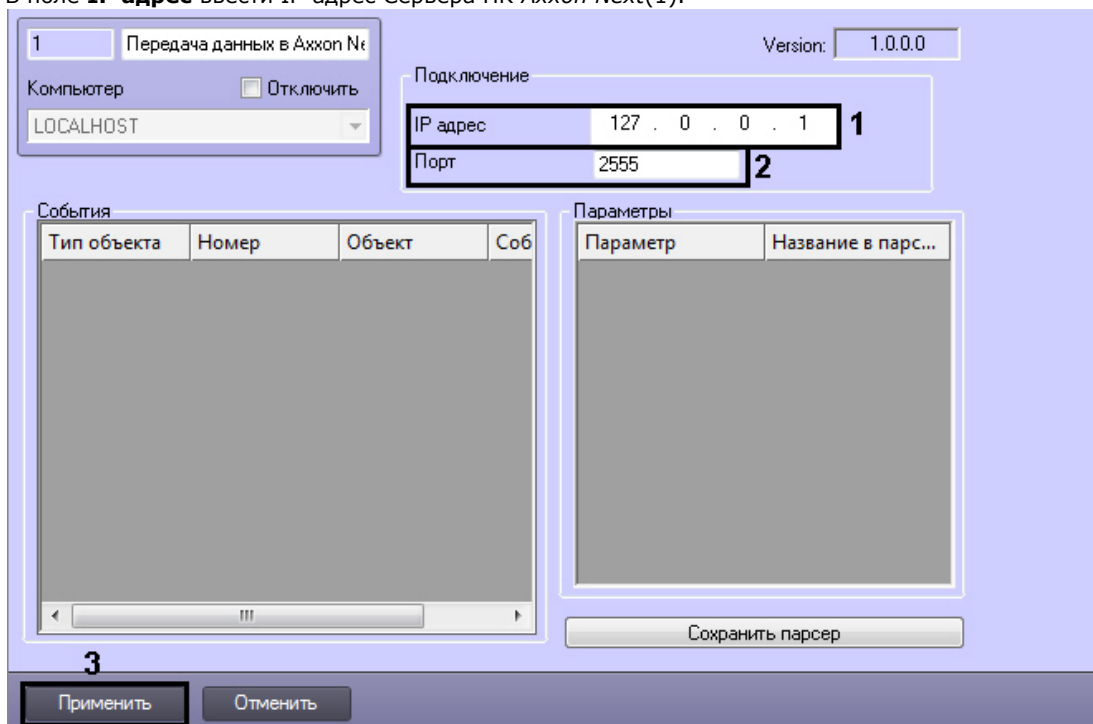 В поле IP-адрес ввести IP-адрес Сервера ПК Axxon Next(1).
1 Передача данных в Axxon Ne
Version: 1.0.0.0
Компьютер Отключить
LOCALHOST
Подключение
IP адрес 127 . 0 . 0 . 1 1
Порт 2555 2
События
Тип объекта Номер Объект Соб
Параметры
Параметр Название в парс...
Сохранить парсер
3
Применить Отменить